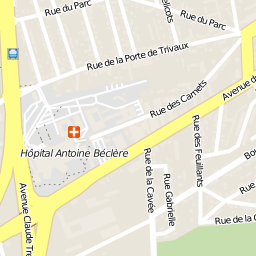 Rue du Parc
Rue du Parc
Rue de la Porte de Trivaux
Rue des Carnets
Avenue d
Hôpital Antoine Béclère
Rue des Feuillants
Rue de la Cavée
Rue Gabrielle
Avenue Claude Tre
Rue de la C